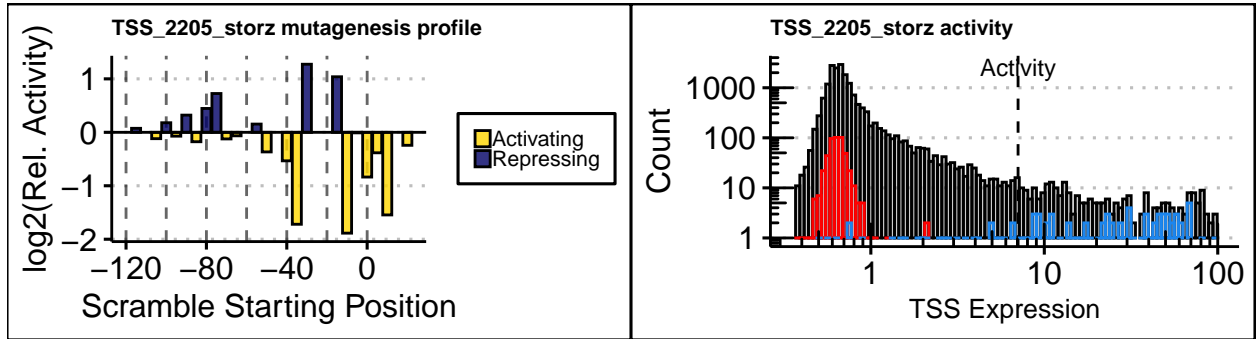 TSS_2205_storz mutagenesis profile
log2(Rel. Activity)
1
0
−1
−2
−120
−80
−40
0
Scramble Starting Position
Activating
Repressing
TSS_2205_storz activity
Activity
Count
1000
100
10
1
1
10
100
TSS Expression